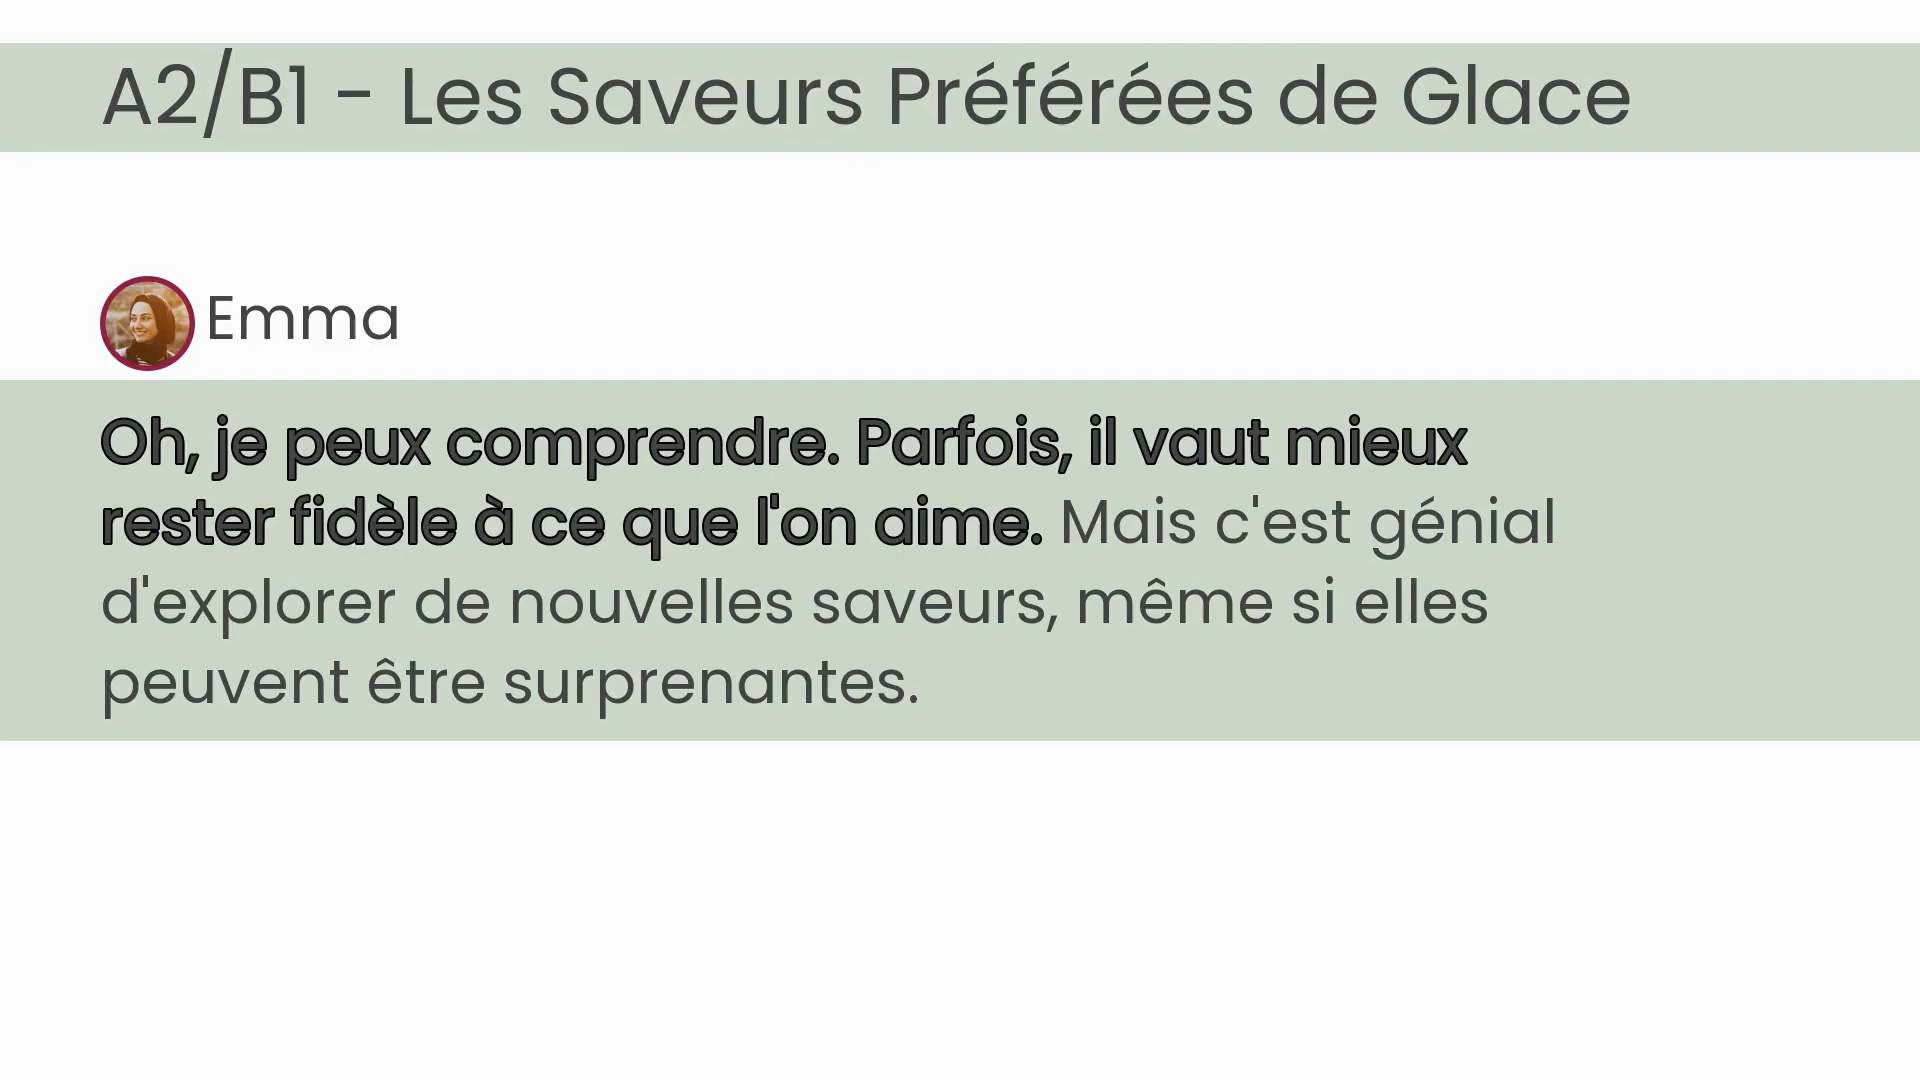 A2/B1 - Les Saveurs Préférées de Glace
Emma
Oh, je peux comprendre. Parfois, il vaut mieux
rester fidèle à ce que l'on aime. Mais c'est génial
d'explorer de nouvelles saveurs, même si elles
peuvent être surprenantes.